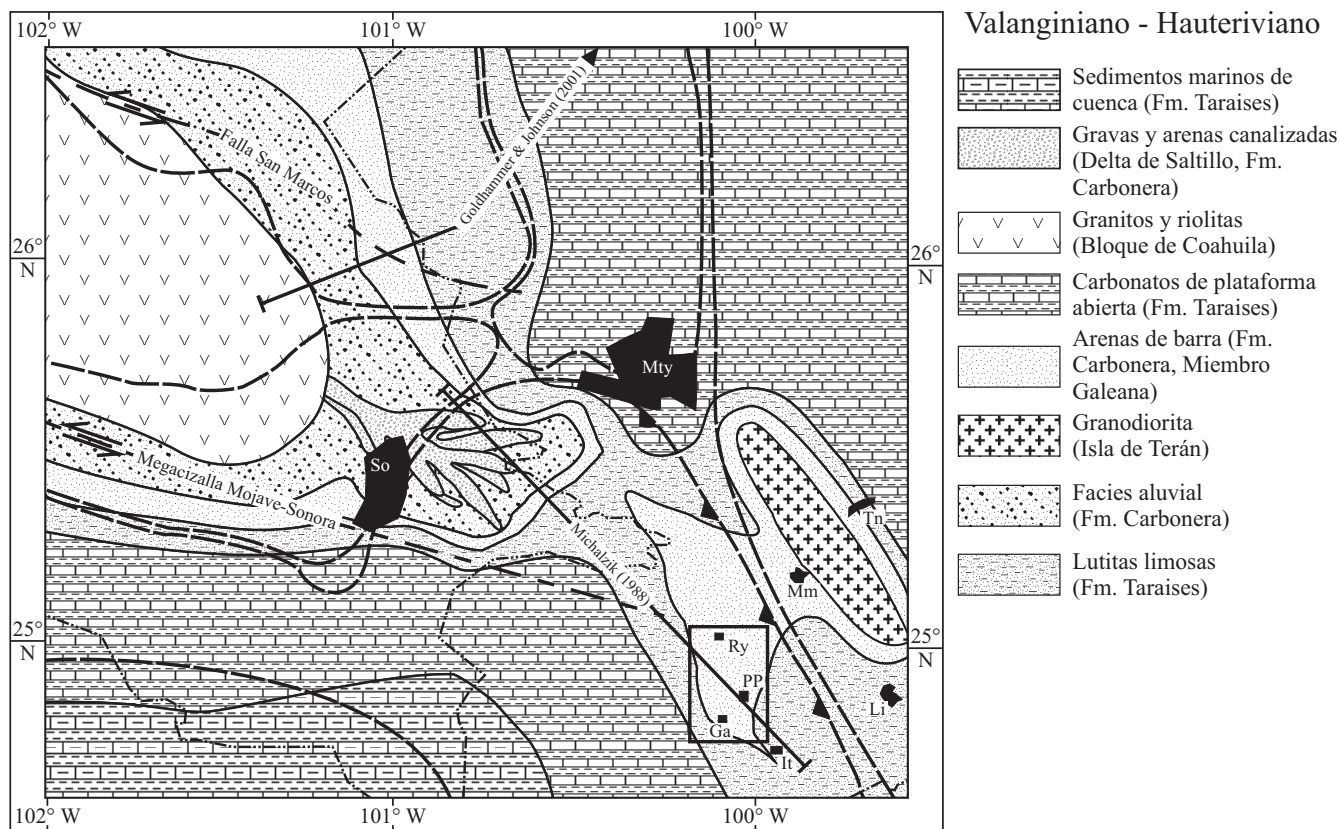 102° W
101° W
100° W
Valanginiano - Hauteriviano
Sedimentos marinos de
cuenca (Fm. Taraises)
Gravas y arenas canalizadas
(Delta de Saltillo, Fm.
Carbonera)
Granitos y riolitas
(Bloque de Coahuila)
Carbonatos de plataforma
abierta (Fm. Taraises)
Arenas de barra (Fm.
Carbonera, Miembro
Galeana)
Granodiorita
(Isla de Terán)
Facies aluvial
(Fm. Carbonera)
Lutitas limosas
(Fm. Taraises)
Falla San Marcos
Goldhammer & Johnson (2001)
26°
N
26°
N
Mty
So
Megacizalla Mojave-Sonora
Michalzik (1988)
Tn
Mm
25°
N
25°
N
Ry
PP
Li
Ga
It
102° W
101° W
100° W